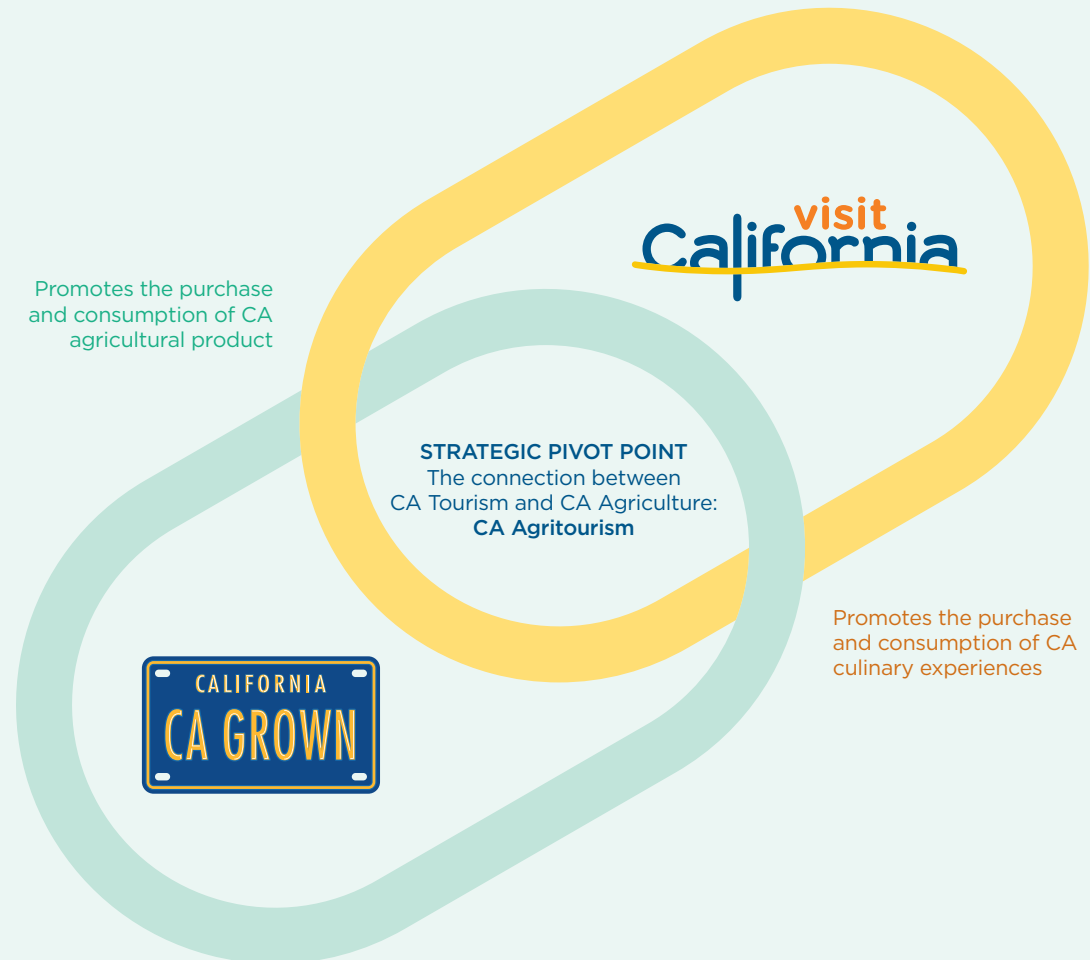 visit
California
Promotes the purchase
and consumption of CA
agricultural product
STRATEGIC PIVOT POINT
The connection between
CA Tourism and CA Agriculture:
CA Agritourism
Promotes the purchase
and consumption of CA
culinary experiences
CALIFORNIA
CA GROWN